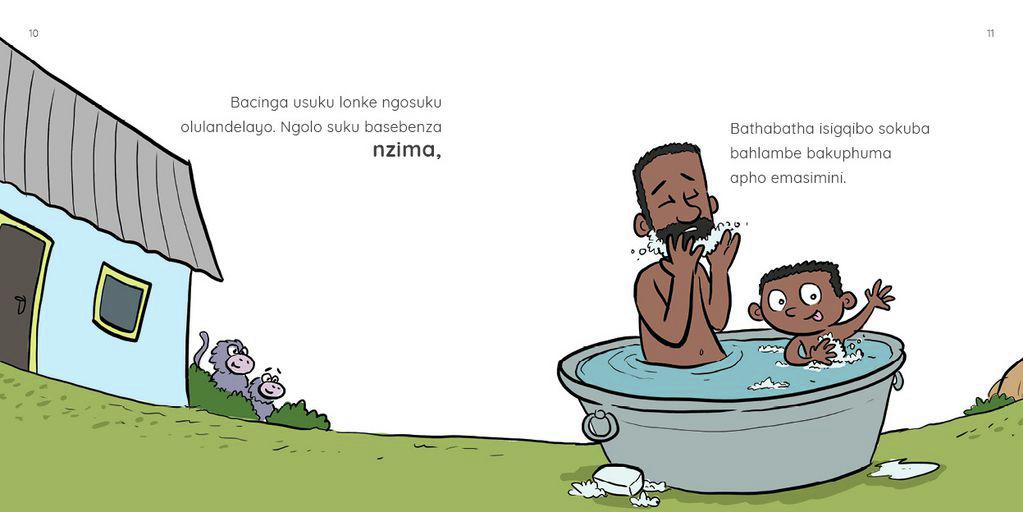 10
Bacinga usuku lonke ngosuku
olulandelayo. Ngolo suku basebenza
nzima,
11
Bathabatha isigqibo sokuba
bahlambe bakuphuma
apho emasimini.